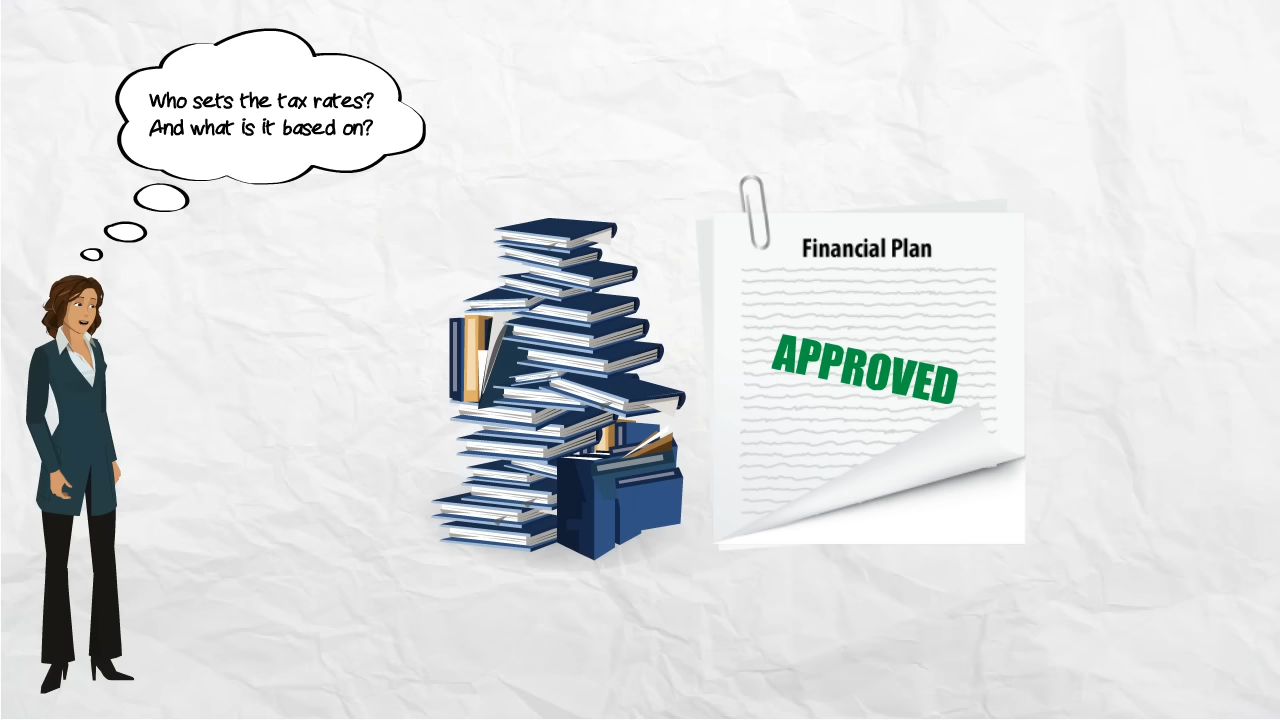 Who sets the tax rates?
And what is it based on?
Financial Plan
APPROVED